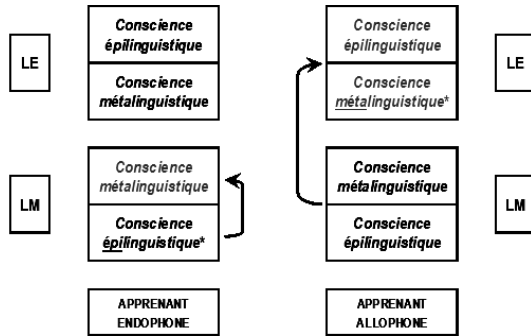 Conscience
épilinguistique
LE
Conscience
métalinguistique
Conscience
métalinguistique
LM
Conscience
épilinguistique*
APPRENANT
ENDOPHONE
Conscience
épilinguistique
LE
Conscience
métalinguistique*
Conscience
métalinguistique
LM
Conscience
épilinguistique
APPRENANT
ALLOPHONE